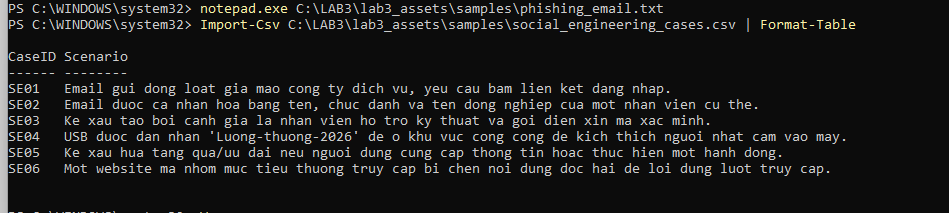 PS C:\WINDOWS\system32> notepad.exe C:\LAB3\lab3_assets\samples\phishing_email.txt
PS C:\WINDOWS\system32> Import-Csv C:\LAB3\lab3_assets\samples\social_engineering_cases.csv | Format-Table
CaseID Scenario
------ --------
SE01 Email gui dong loat gia mao cong ty dich vu, yeu cau bam lien ket dang nhap.
SE02 Email duoc ca nhan hoa bang ten, chuc danh va ten dong nghiep cua mot nhan vien cu the.
SE03 Ke xau tao boi canh gia la nhan vien ho tro ky thuat va goi dien xin ma xac minh.
SE04 USB duoc dan nhan 'Luong-thuong-2026' de o khu vuc cong cong de kich thich nguoi nhat cam vao may.
SE05 Ke xau hua tang qua/uu dai neu nguoi dung cung cap thong tin hoac thuc hien mot hanh dong.
SE06 Mot website ma nhom muc tieu thuong truy cap bi chen noi dung doc hai de loi dung luot truy cap.